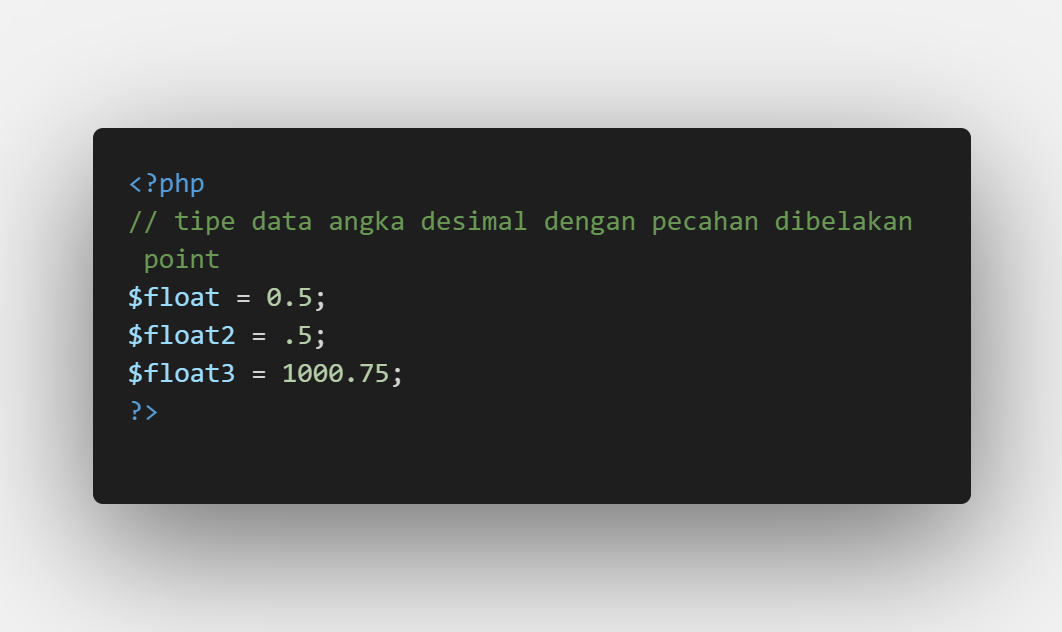 <?php
// tipe data angka desimal dengan pecahan dibelakan
point
$float = 0.5;
$float2 = .5;
$float3 = 1000.75;
?>